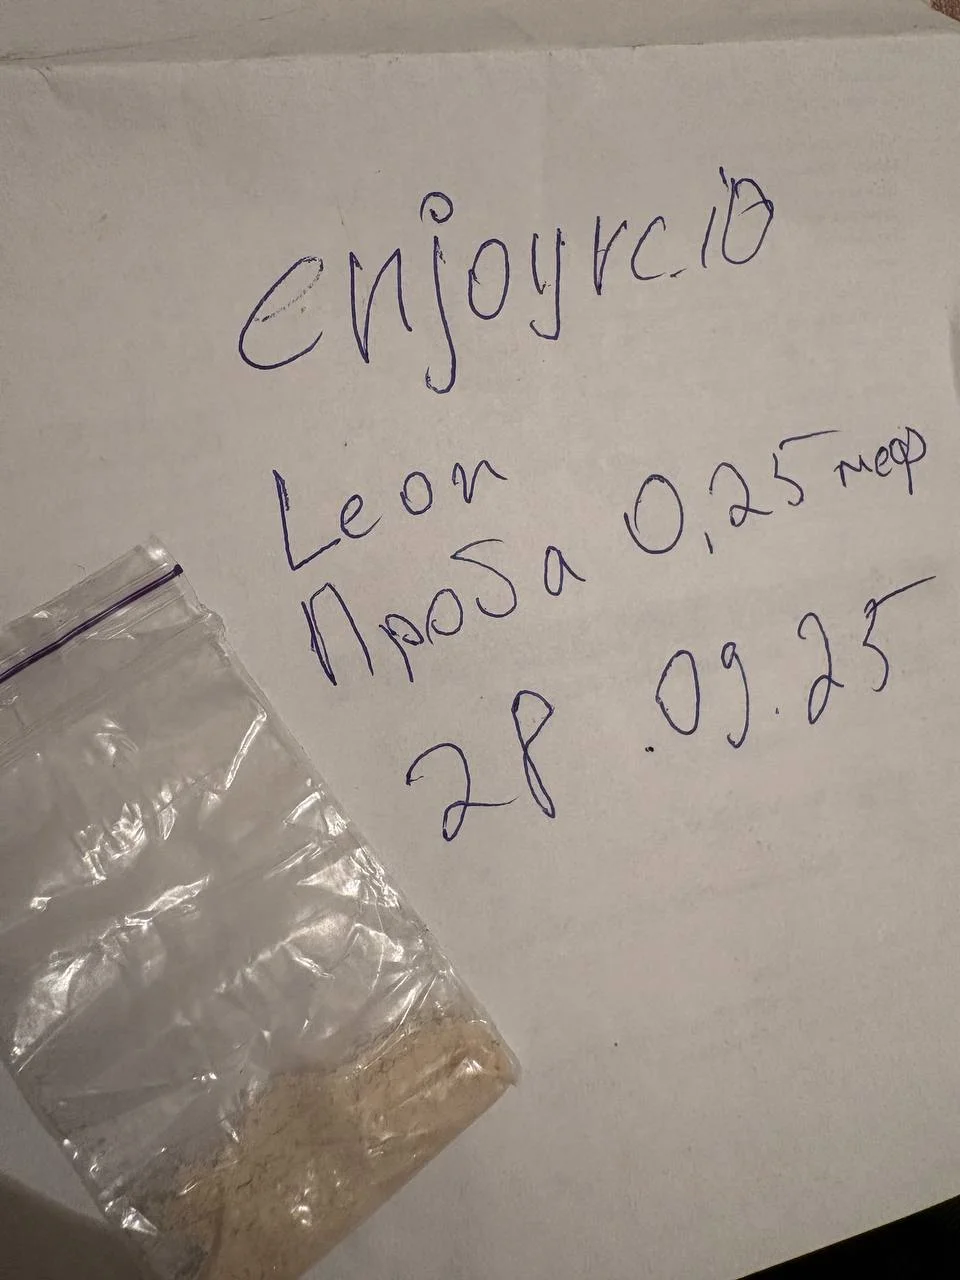 enjoyrc.io
Leon
Проба 0,25 меф
28.09.25